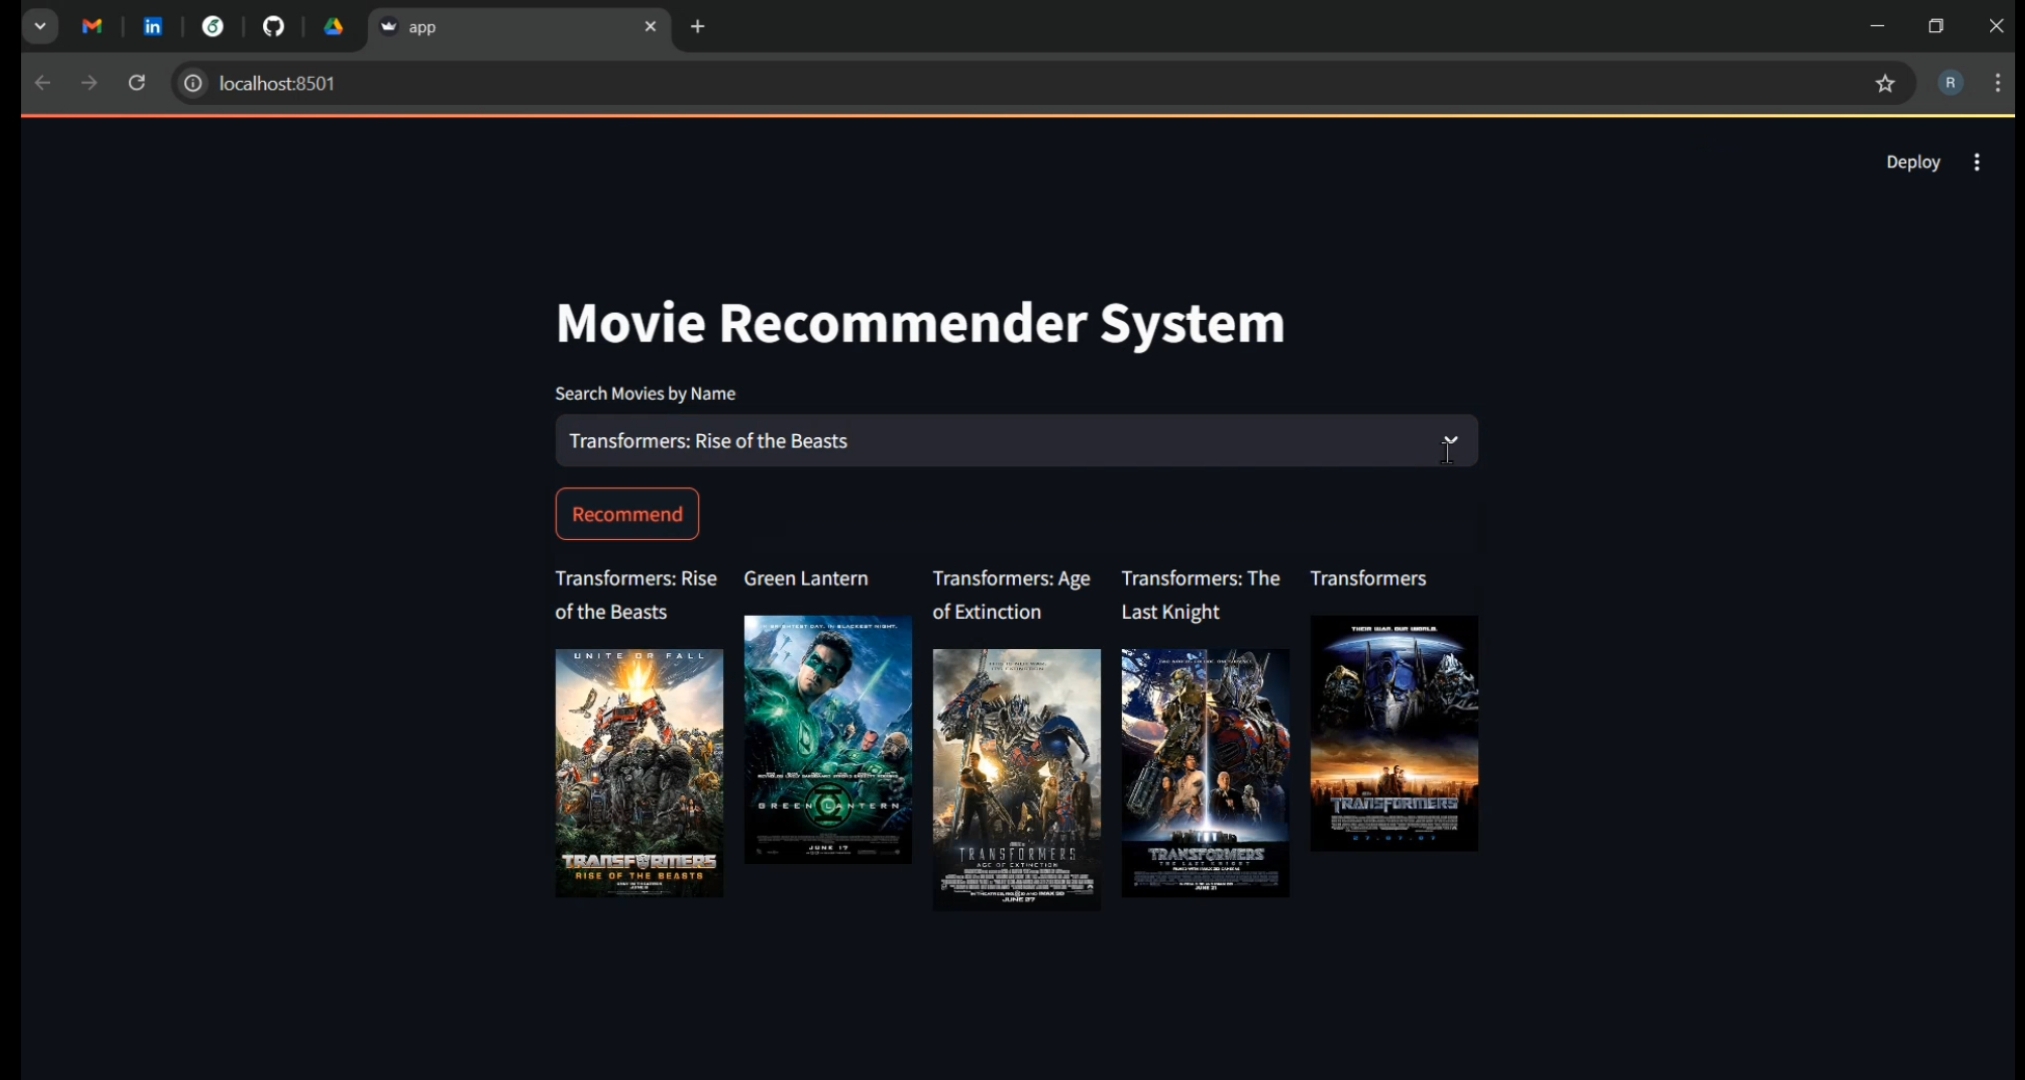 in
app
localhost:8501
R
Deploy
Movie Recommender System
Search Movies by Name
Transformers: Rise of the Beasts
Recommend
Transformers: Rise
of the Beasts
Green Lantern
Transformers: Age
of Extinction
Transformers: The
Last Knight
Transformers
UNITE OR FALL
TRANSFORMERS
RISE OF THE BEASTS
GREEN LANTERN
JUNE 17
TRANSFORMERS
AGE OF EXTINCTION
JUNE 27
TRANSFORMERS
THE LAST KNIGHT
JUNE 21
THEIR WAR. OUR WORLD.
TRANSFORMERS